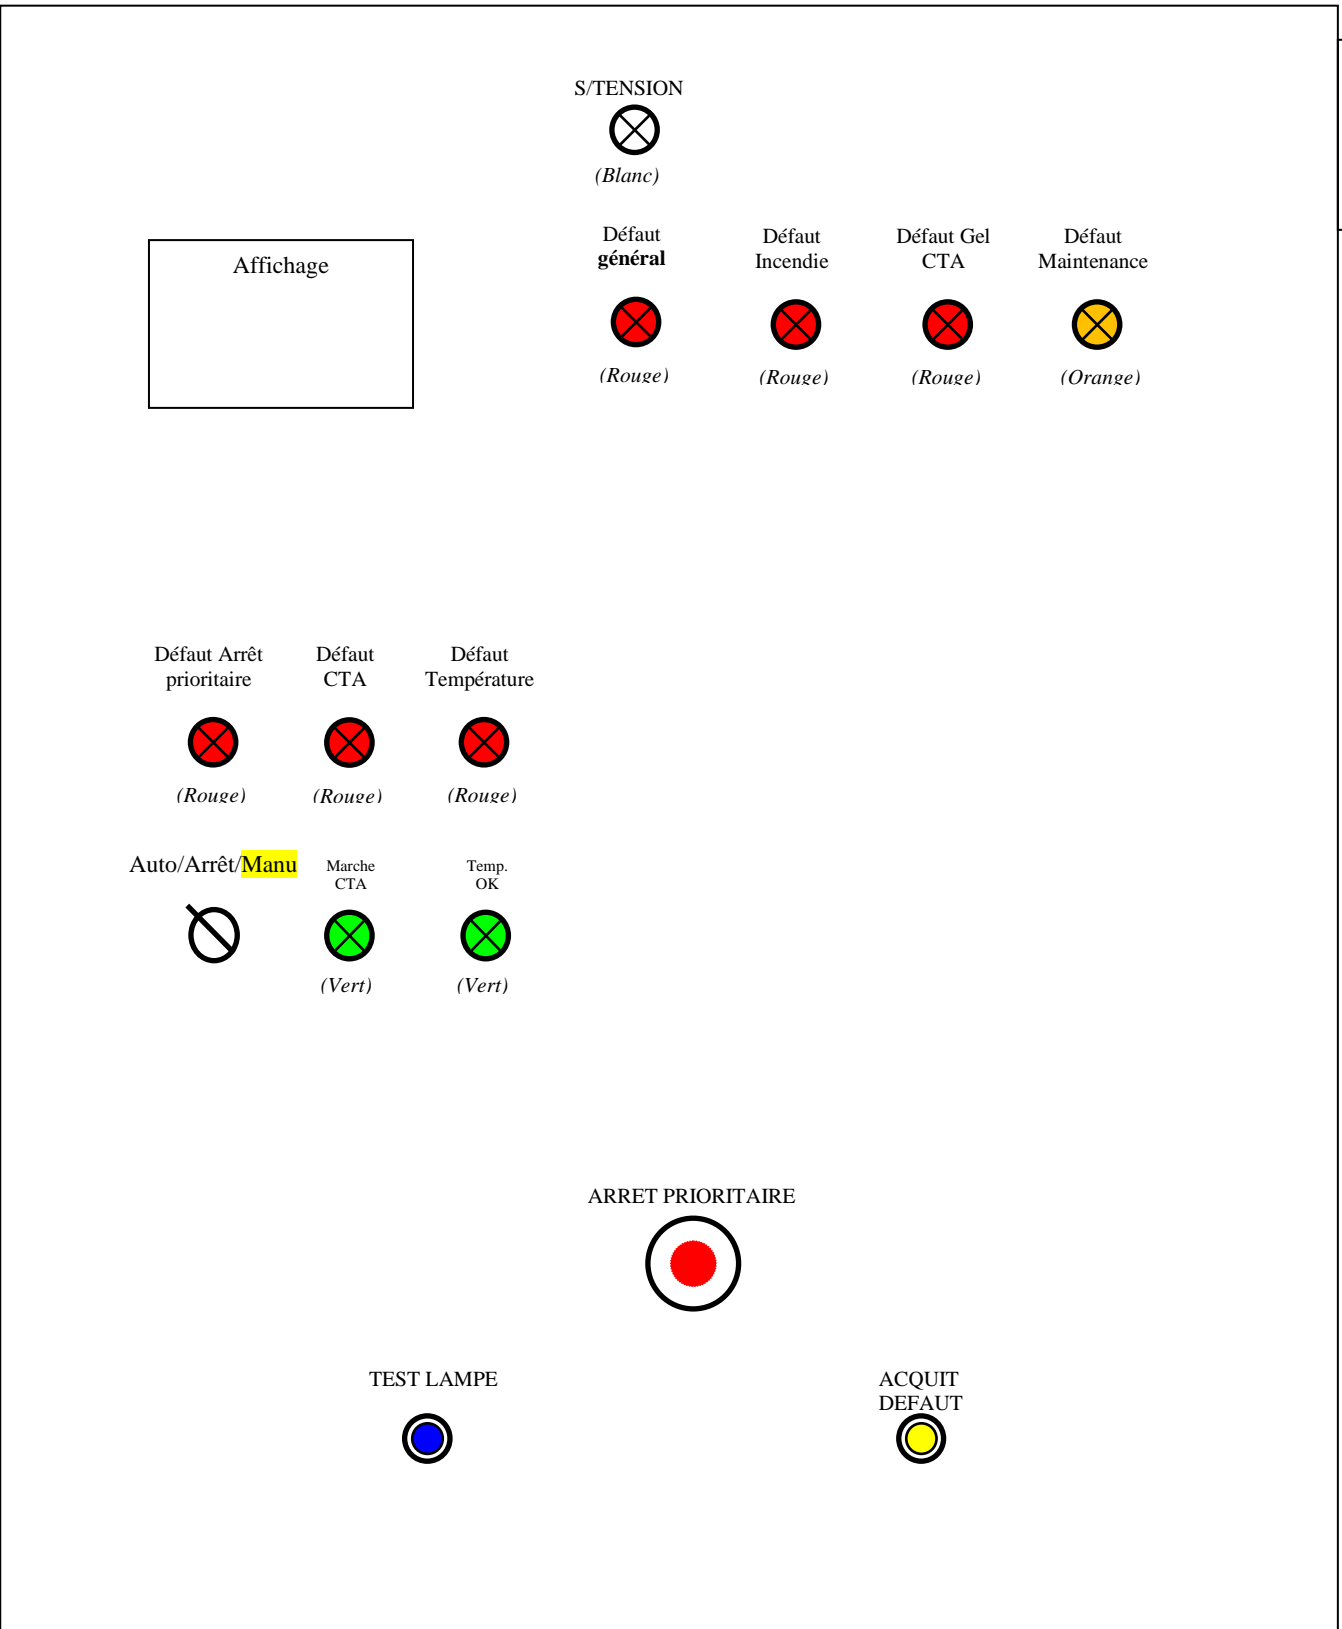 S/TENSION
(Blanc)
Affichage
Défaut
général
Défaut
Incendie
Défaut Gel
CTA
Défaut
Maintenance
(Rouge)
(Rouge)
(Rouge)
(Orange)
Défaut Arrêt
prioritaire
Défaut
CTA
Défaut
Température
(Rouge)
(Rouge)
(Rouge)
Auto/Arrêt/Manu
Marche
CTA
Temp.
OK
(Vert)
(Vert)
ARRET PRIORITAIRE
TEST LAMPE
ACQUIT
DEFAUT